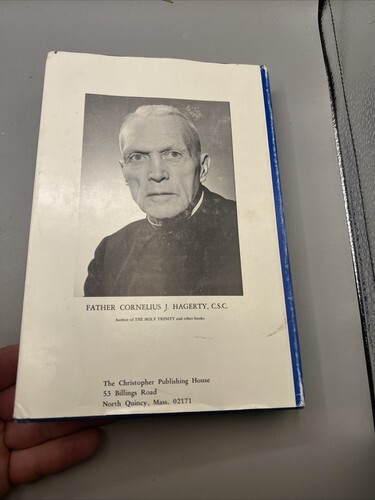 FATHER CORNELIUS J. HAGERTY, C.S.C.
Author of THE HOLY TRINITY and other books
The Christopher Publishing House
53 Billings Road
North Quincy, Mass. 02171